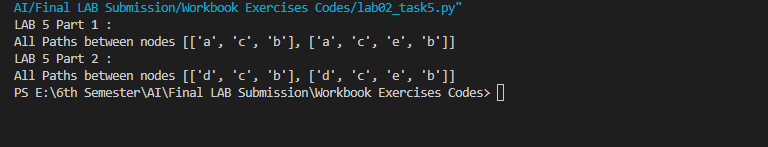 AI/Final LAB Submission/Workbook Exercises Codes/lab02_task5.py"
LAB 5 Part 1 :
All Paths between nodes [['a', 'c', 'b'], ['a', 'c', 'e', 'b']]
LAB 5 Part 2 :
All Paths between nodes [['d', 'c', 'b'], ['d', 'c', 'e', 'b']]
PS E:\6th Semester\AI\Final LAB Submission\Workbook Exercises Codes>